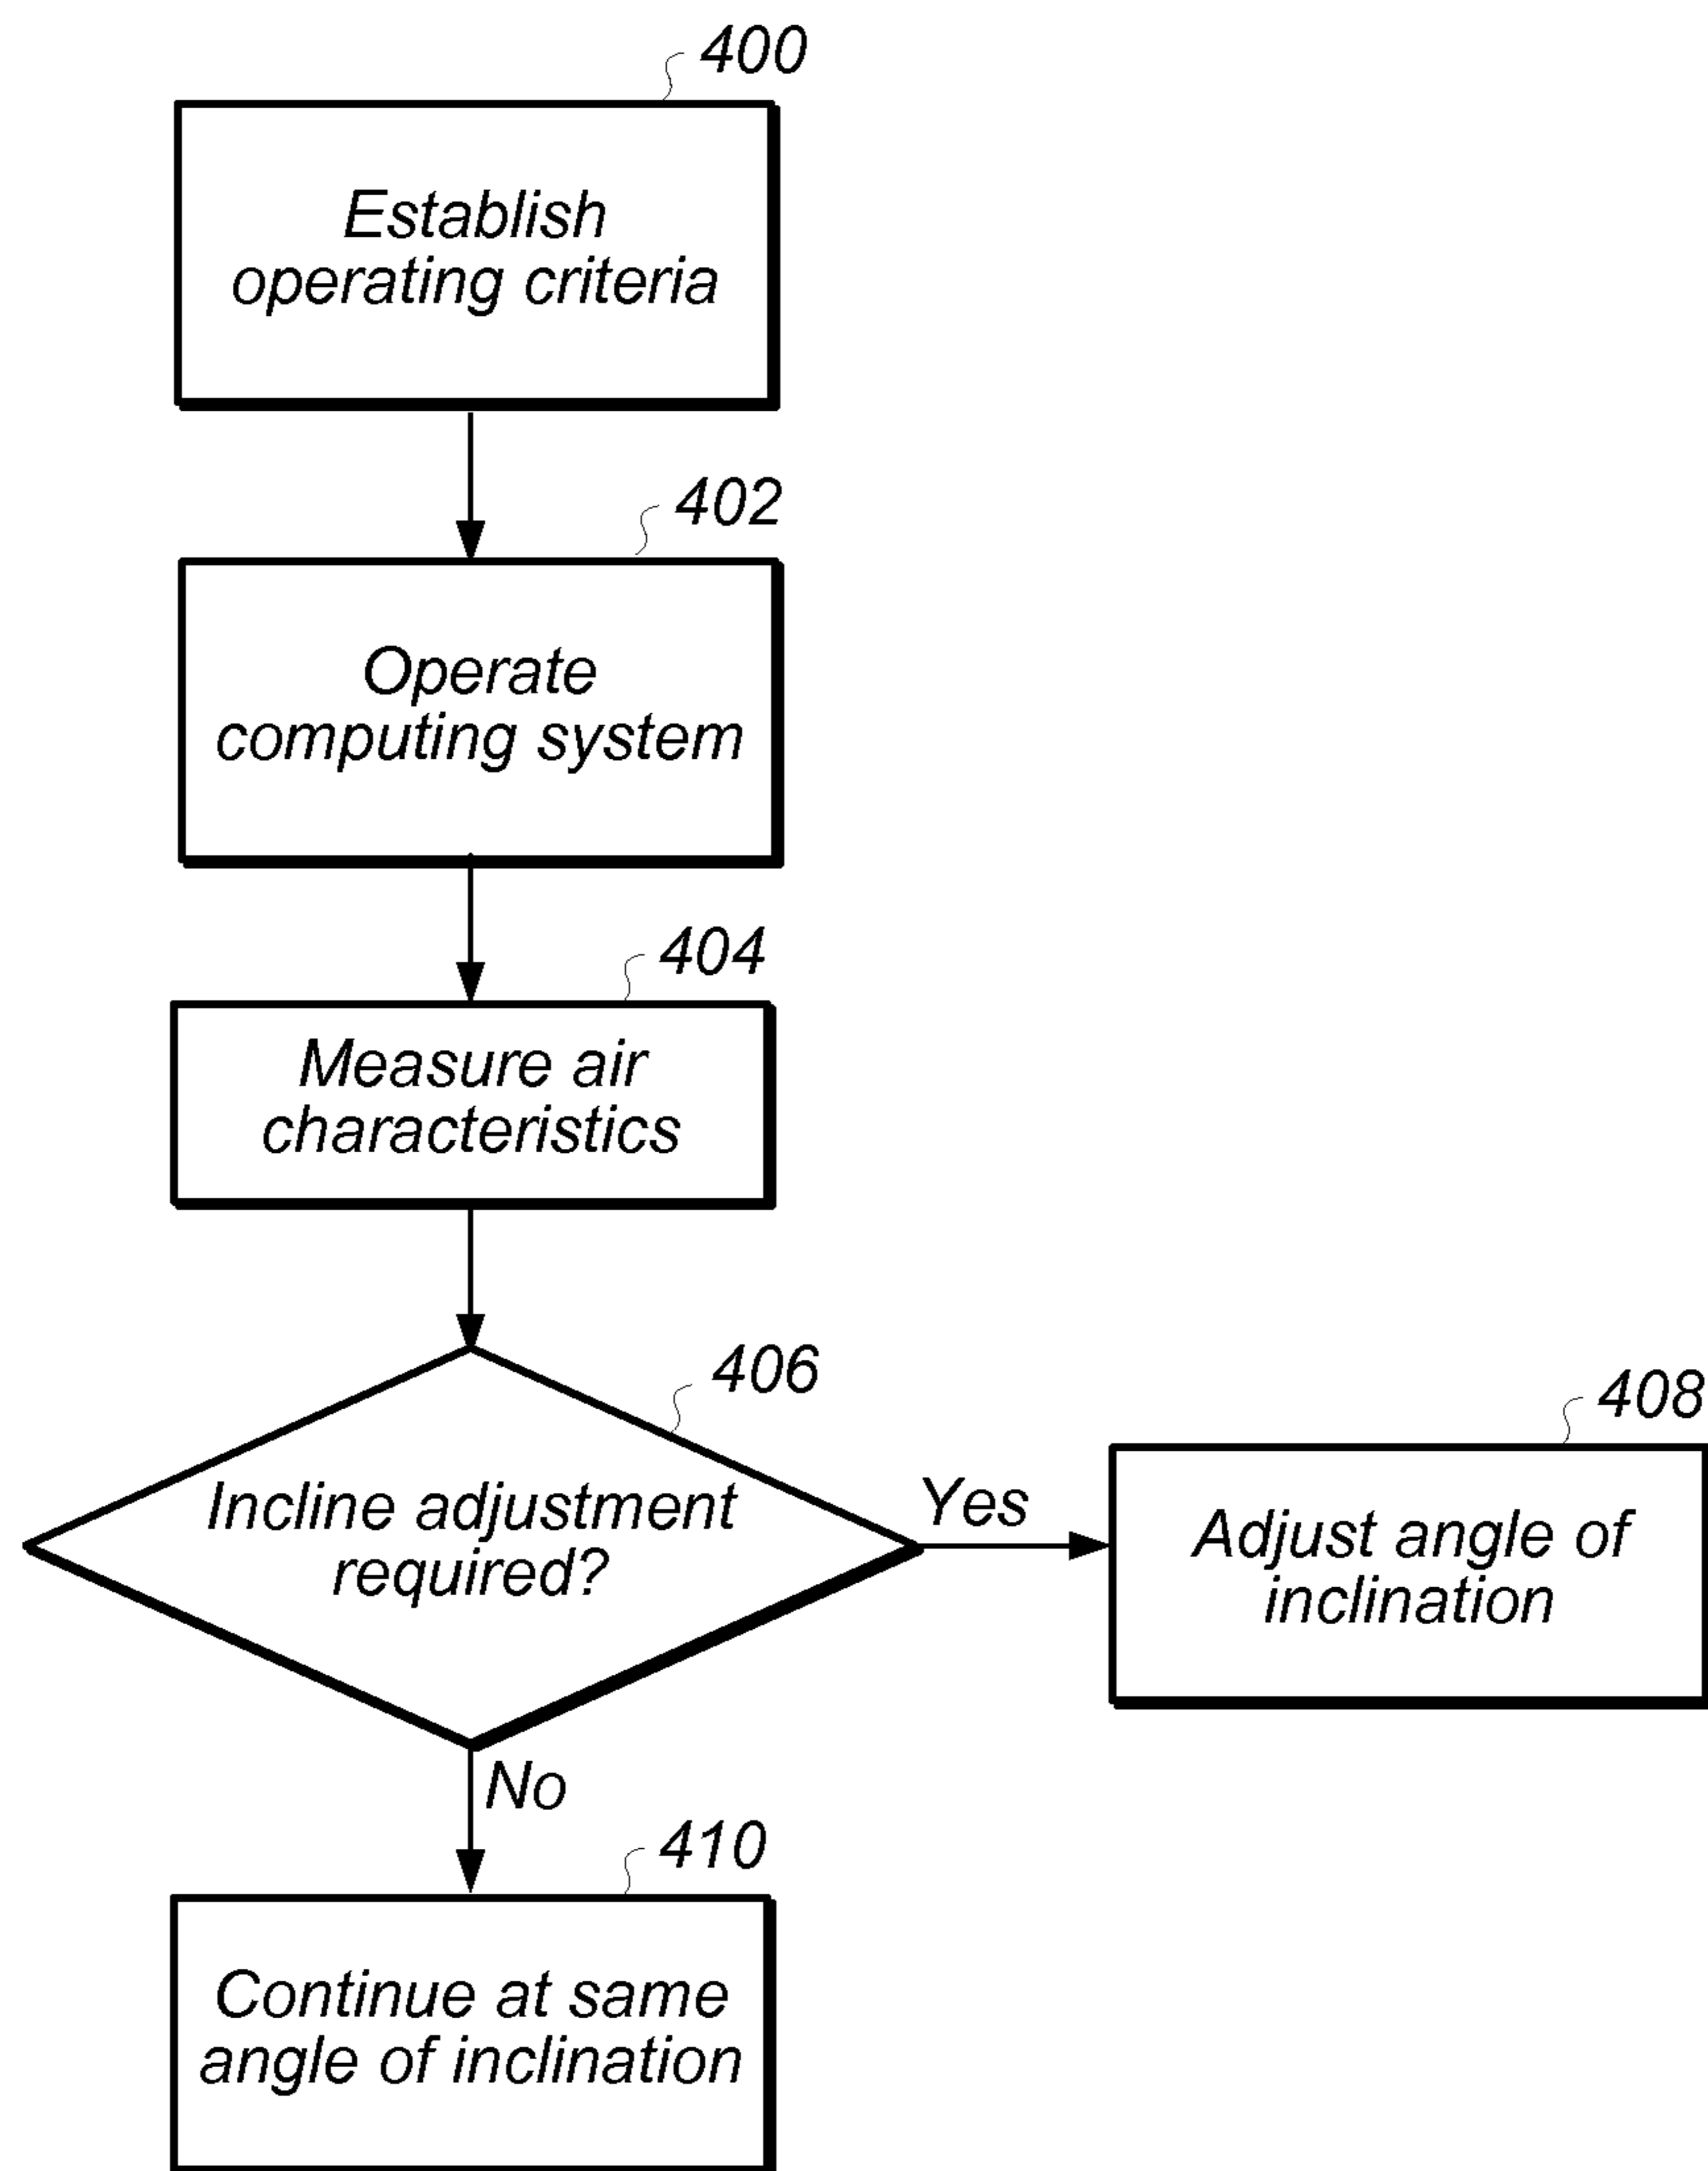 400
Establish
operating criteria
402
Operate
computing system
404
Measure air
characteristics
406
Incline adjustment
required?
Yes
408
Adjust angle of
inclination
No
410
Continue at same
angle of inclination